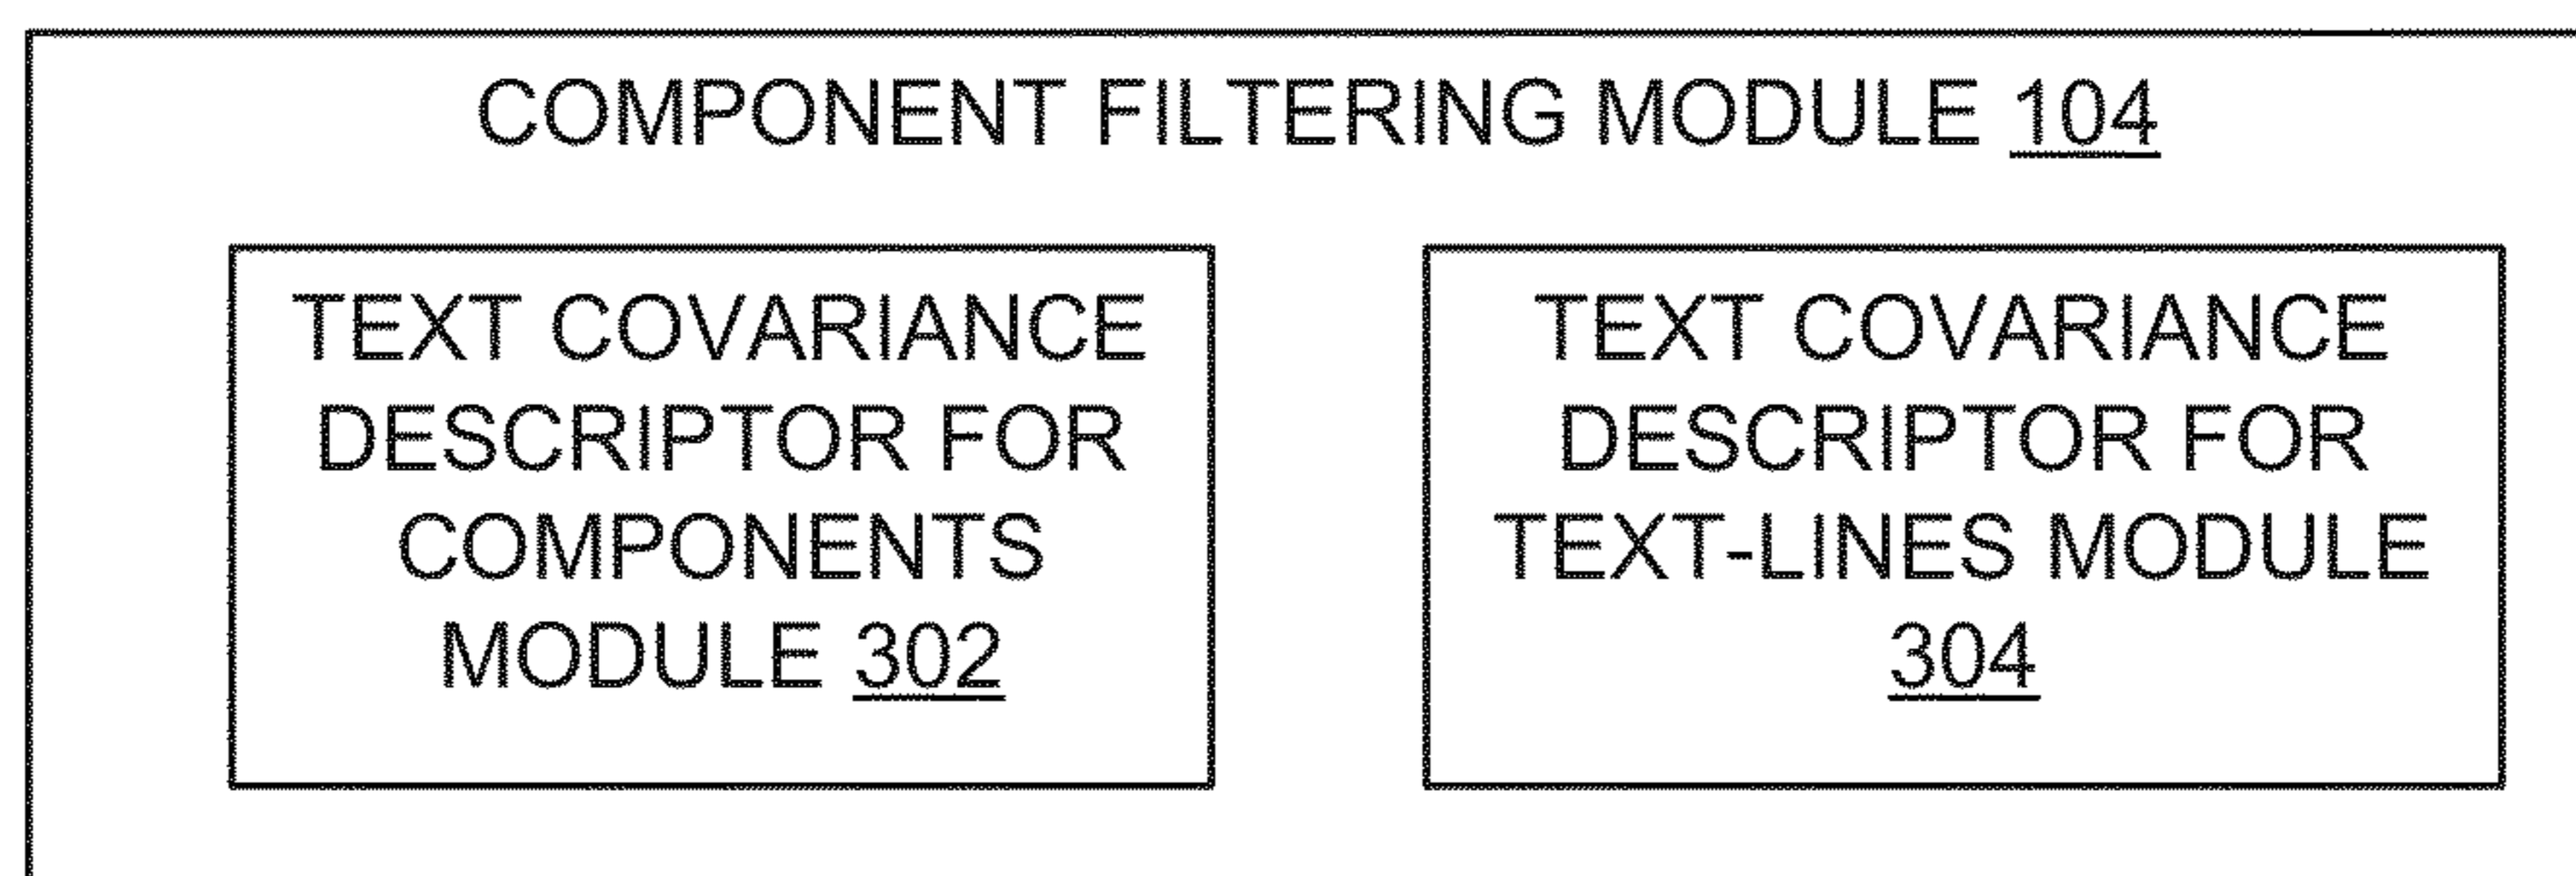 COMPONENT FILTERING MODULE 104
TEXT COVARIANCE
DESCRIPTOR FOR
COMPONENTS
MODULE 302
TEXT COVARIANCE
DESCRIPTOR FOR
TEXT-LINES MODULE
304